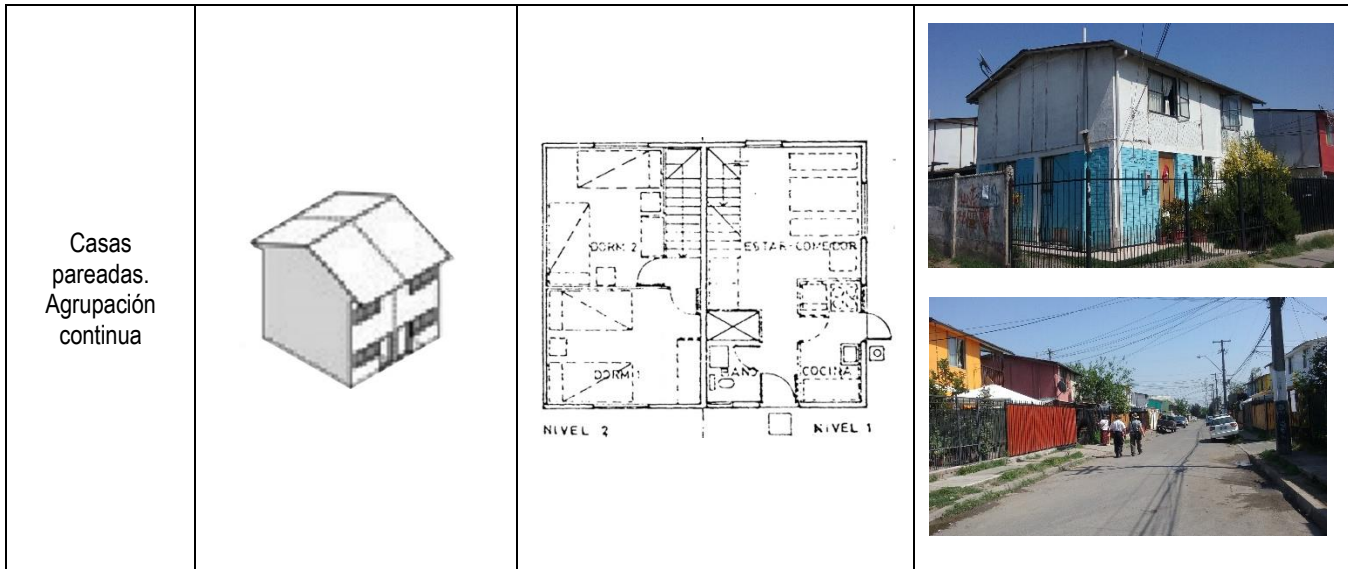 Casas
pareadas.
Agrupación
continua
DORM 2
ESTAR-COMEDOR
DORM 1
BAÑO
COCINA
NIVEL 2
NIVEL 1